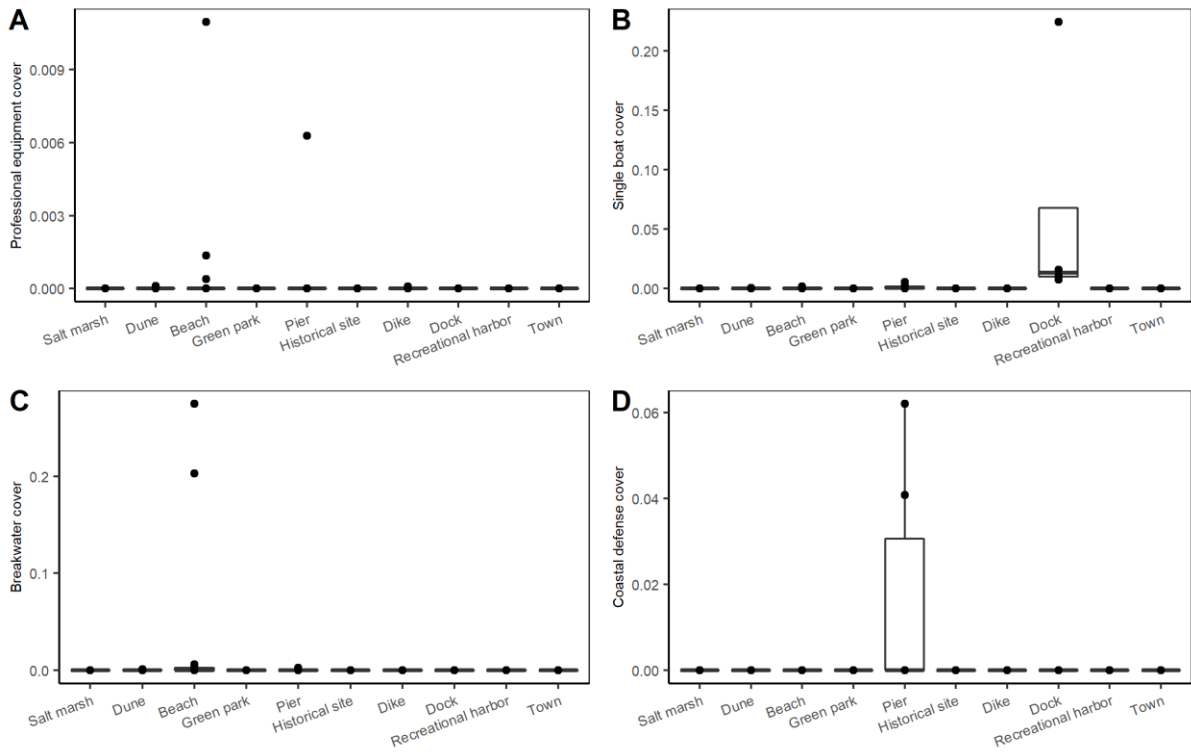 A
Professional equipment cover
0.009
0.006
0.003
0.000
Salt marsh
Dune
Beach
Green park
Pier
Historical site
Dike
Dock
Recreational harbor
Town
B
Single boat cover
0.20
0.15
0.10
0.05
0.00
Salt marsh
Dune
Beach
Green park
Pier
Historical site
Dike
Dock
Recreational harbor
Town
C
Breakwater cover
0.2
0.1
0.0
Salt marsh
Dune
Beach
Green park
Pier
Historical site
Dike
Dock
Recreational harbor
Town
D
Coastal defense cover
0.06
0.04
0.02
0.00
Salt marsh
Dune
Beach
Green park
Pier
Historical site
Dike
Dock
Recreational harbor
Town